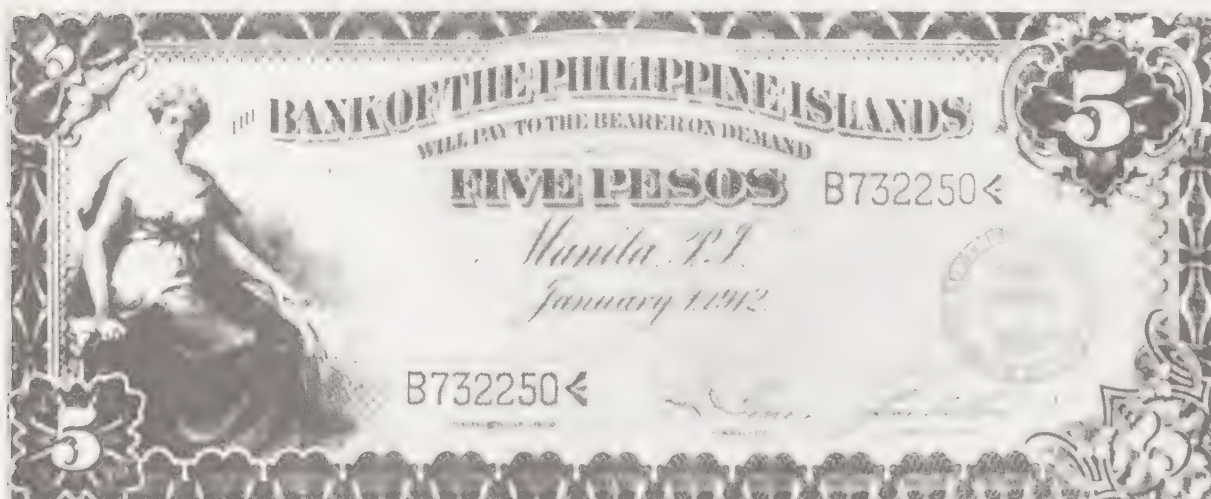 5
THE BANK OF THE PHILIPPINE ISLANDS
5
WILL PAY TO THE BEARER ON DEMAND
FIVE PESOS B732250
Manila P.I.
January 1. 1912
B732250
5